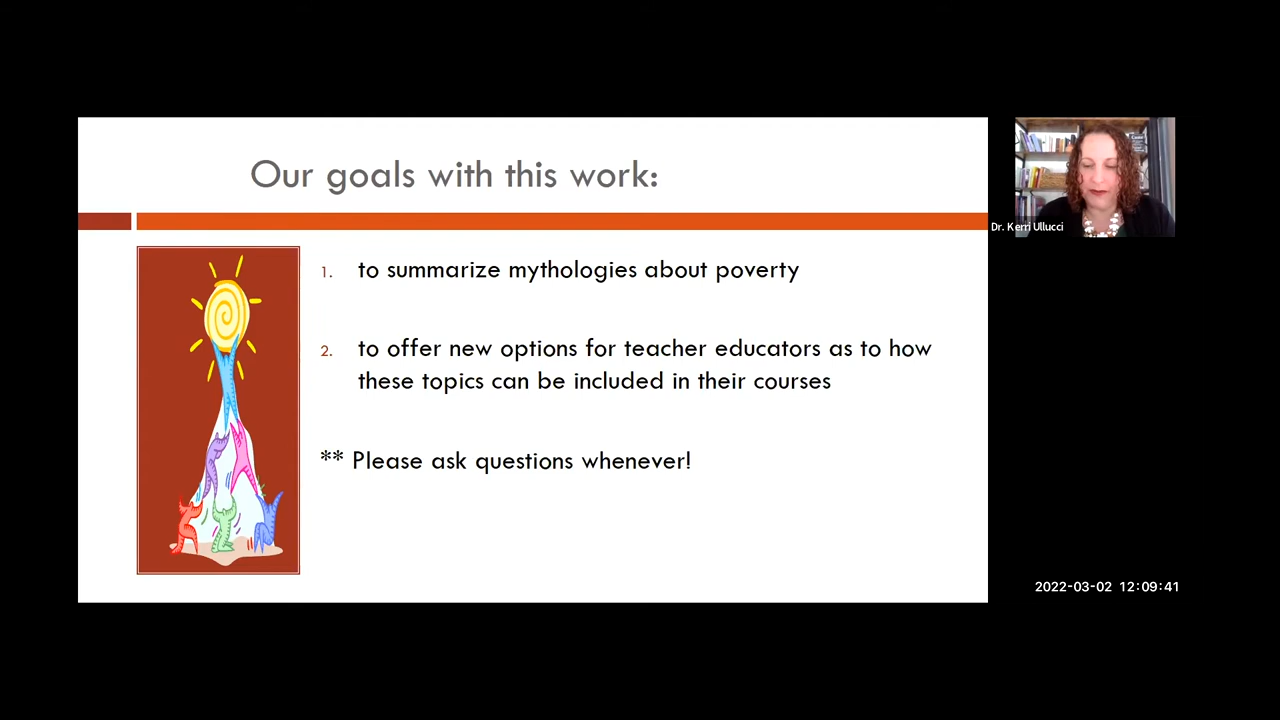 Our goals with this work:
1. to summarize mythologies about poverty
2. to offer new options for teacher educators as to how
these topics can be included in their courses
** Please ask questions whenever!
Dr. Kerri Ullucci
2022-03-02 12:09:41